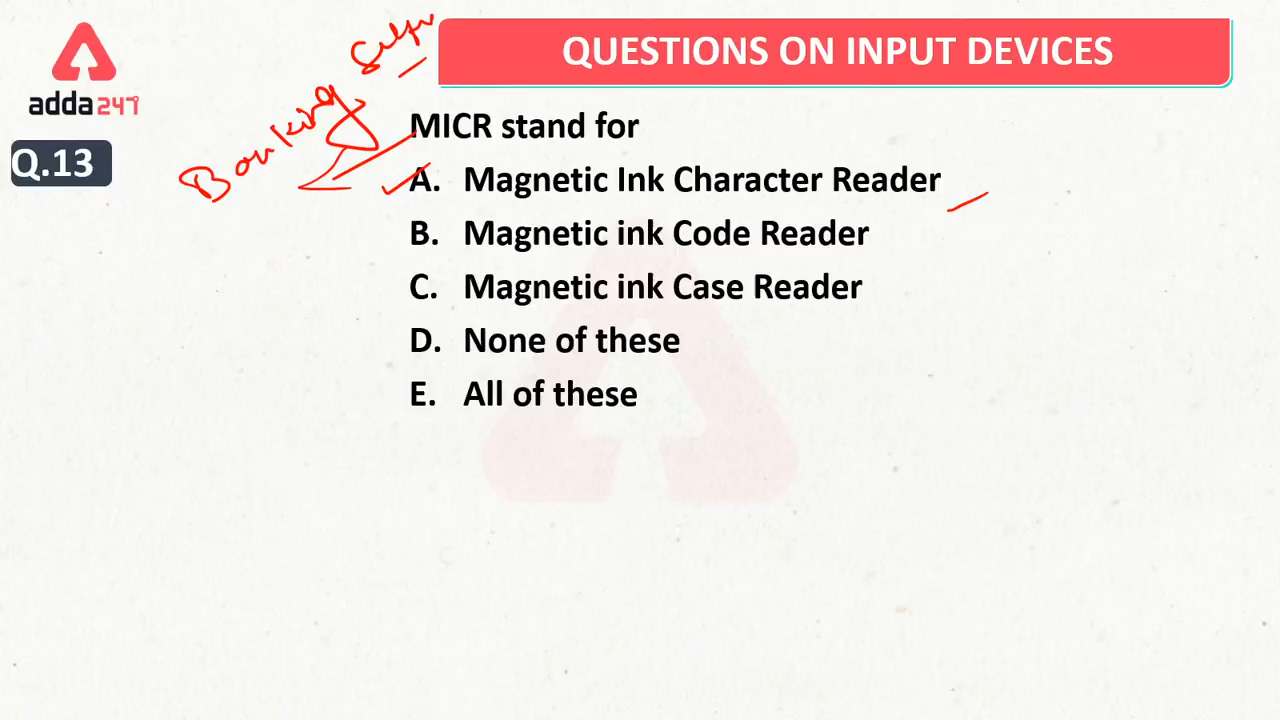 QUESTIONS ON INPUT DEVICES
adda247
Banking
Q.13
MICR stand for
A. Magnetic Ink Character Reader
B. Magnetic ink Code Reader
C. Magnetic ink Case Reader
D. None of these
E. All of these